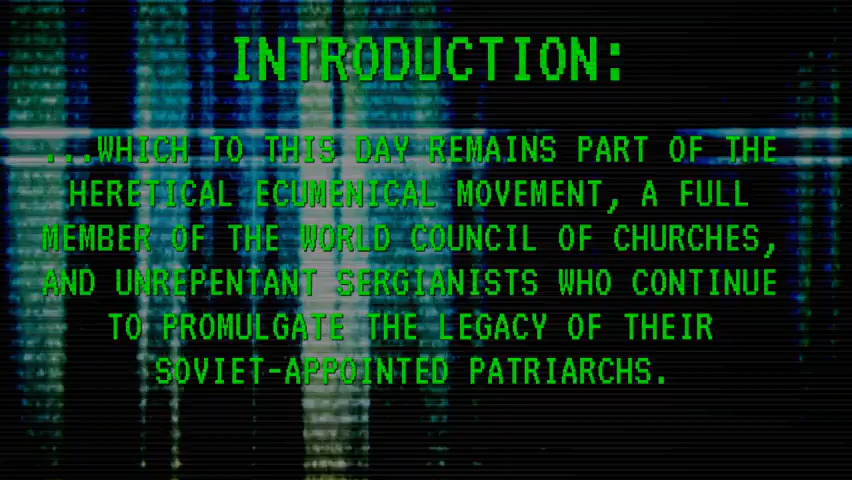 INTRODUCTION:
...WHICH TO THIS DAY REMAINS PART OF THE
HERETICAL ECUMENICAL MOVEMENT, A FULL
MEMBER OF THE WORLD COUNCIL OF CHURCHES,
AND UNREPENTANT SERGIANISTS WHO CONTINUE
TO PROMULGATE THE LEGACY OF THEIR
SOVIET-APPOINTED PATRIARCHS.